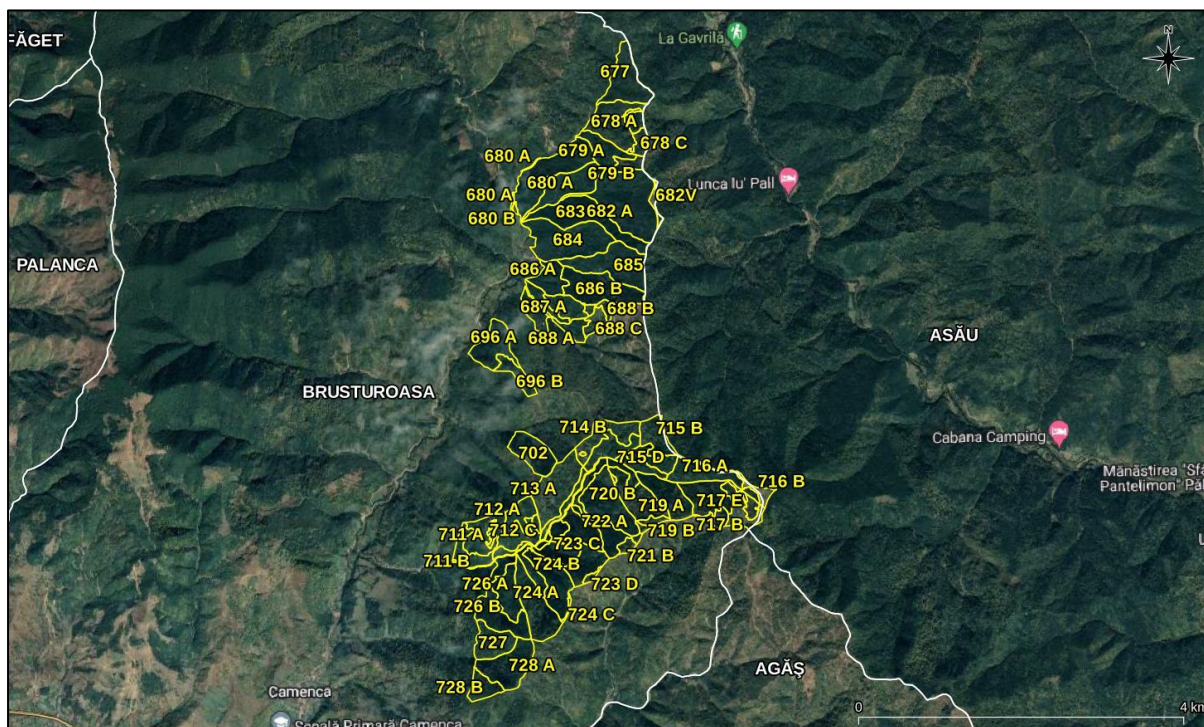 FĂGET
La Gavrilă
N
677
678 A
678 C
679 A
680 A
679 B
680 A
Lunca lu' Pall
680 A
682V
680 B
683
682 A
684
PALANCA
686 A
685
686 B
687 A
688 B
688 C
696 A
688 A
ASĂU
696 B
BRUSTUROASA
714 B
715 B
Cabana Camping
702
715 D
716 A
Mănăstirea "Sfâ
Pantelimon" Pă
713 A
720 B
716 B
712 A
719 A
717 E
711 A
712 C
722 A
719 B
717 B
723 C
711 B
724 B
721 B
726 A
724 A
723 D
726 B
724 C
727
728 A
AGĂŞ
728 B
Camenca
0
4 km
Școală Primară Camenca